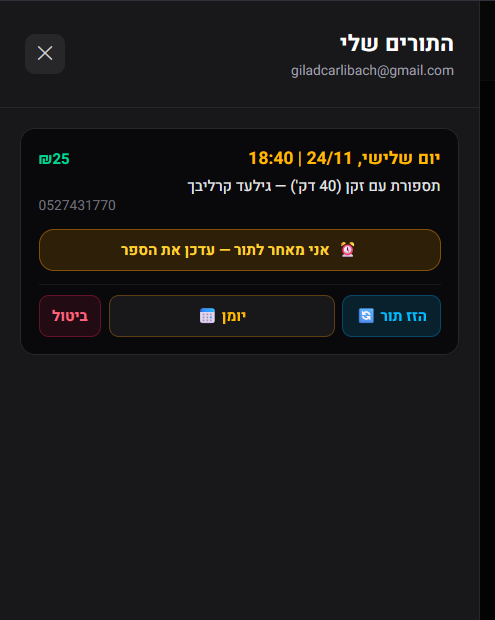 התורים שלי
giladcarlibach@gmail.com
יום שלישי, 24/11 | 18:40
₪25
תספורת עם זקן (40 דק') — גילעד קרליבך
0527431770
⏰ אני מאחר לתור — עדכן את הספר
הזז תור 🔄
יומן 📅
ביטול